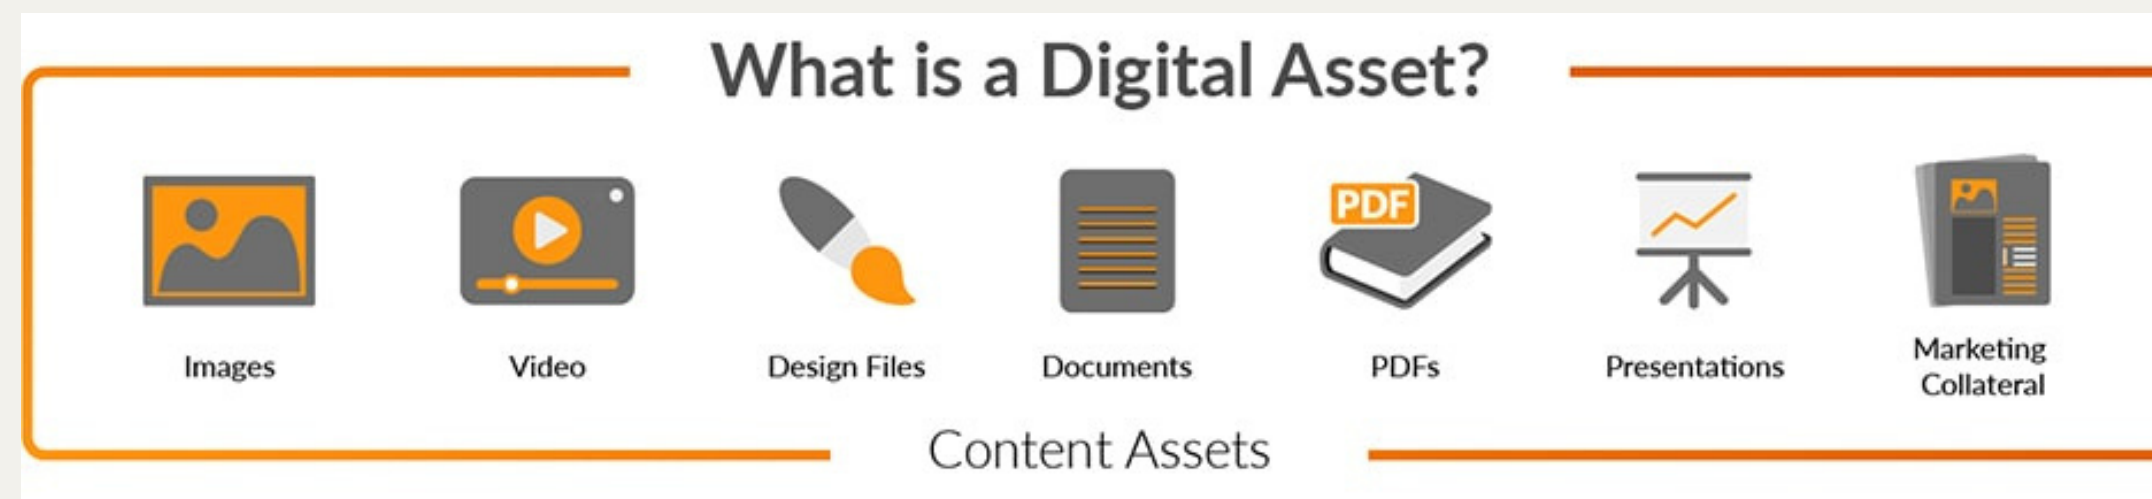 What is a Digital Asset?
PDF
Images
Video
Design Files
Documents
PDFs
Presentations
Marketing
Collateral
Content Assets